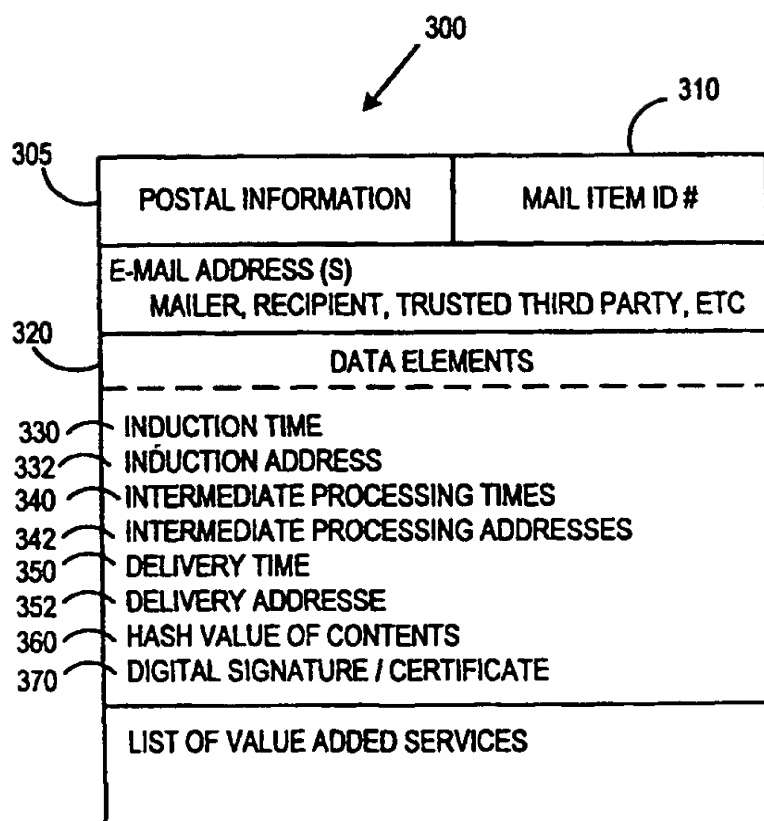 300
310
305
POSTAL INFORMATION
MAIL ITEM ID #
E-MAIL ADDRESS (S)
MAILER, RECIPIENT, TRUSTED THIRD PARTY, ETC
320
DATA ELEMENTS
330 INDUCTION TIME
332 INDUCTION ADDRESS
340 INTERMEDIATE PROCESSING TIMES
342 INTERMEDIATE PROCESSING ADDRESSES
350 DELIVERY TIME
352 DELIVERY ADDRESSE
360 HASH VALUE OF CONTENTS
370 DIGITAL SIGNATURE / CERTIFICATE
LIST OF VALUE ADDED SERVICES